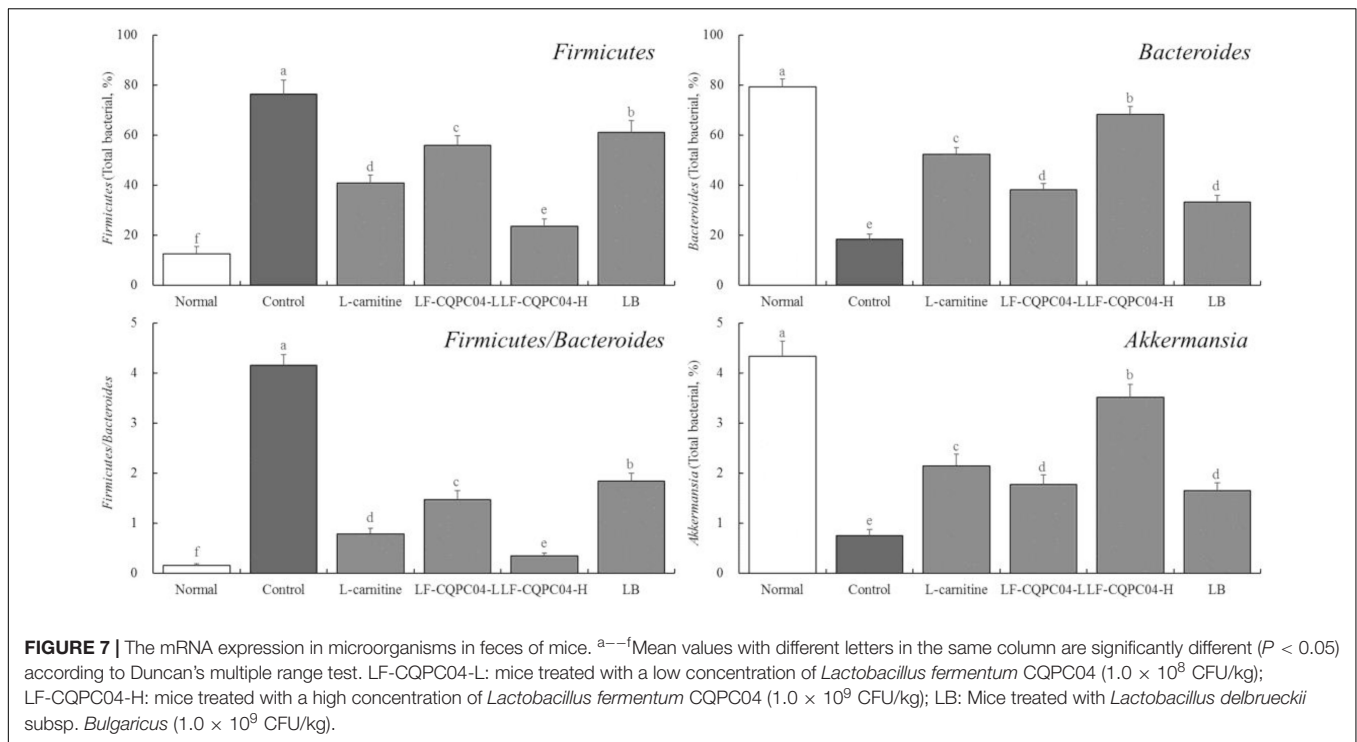 Firmicutes
Firmicutes (Total bacterial, %)
100
80
60
40
20
0
f
a
d
c
e
b
Normal Control L-carnitine LF-CQPC04-L LF-CQPC04-H LB
Bacteroides
Bacteroides (Total bacterial, %)
100
80
60
40
20
0
a
e
c
d
b
d
Normal Control L-carnitine LF-CQPC04-L LF-CQPC04-H LB
Firmicutes/Bacteroides
Firmicutes/Bacteroides
5
4
3
2
1
0
f
a
d
c
e
b
Normal Control L-carnitine LF-CQPC04-L LF-CQPC04-H LB
Akkermansia
Akkermansia (Total bacterial, %)
5
4
3
2
1
0
a
e
c
d
b
d
Normal Control L-carnitine LF-CQPC04-L LF-CQPC04-H LB
FIGURE 7 | The mRNA expression in microorganisms in feces of mice. a––fMean values with different letters in the same column are significantly different (P < 0.05)
according to Duncan's multiple range test. LF-CQPC04-L: mice treated with a low concentration of Lactobacillus fermentum CQPC04 (1.0 × 10⁸ CFU/kg);
LF-CQPC04-H: mice treated with a high concentration of Lactobacillus fermentum CQPC04 (1.0 × 10⁹ CFU/kg); LB: Mice treated with Lactobacillus delbrueckii
subsp. Bulgaricus (1.0 × 10⁹ CFU/kg).